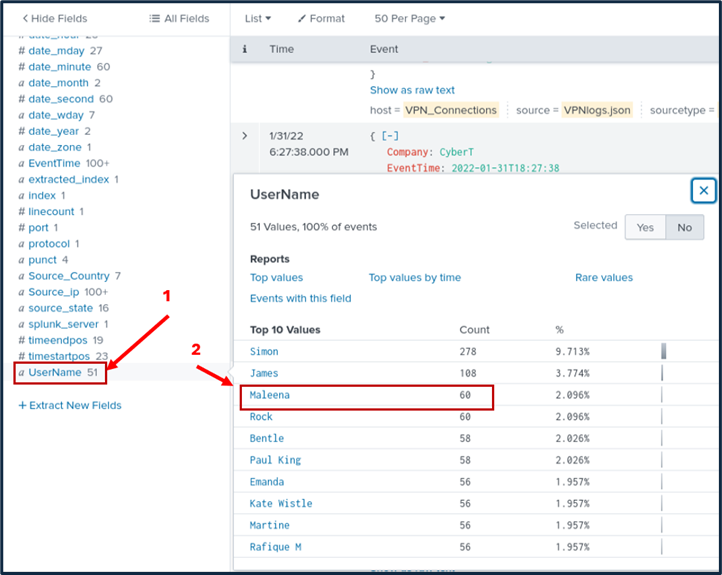 Hide Fields
All Fields
List
Format
50 Per Page
# date_mday 27
# date_minute 60
a date_month 2
# date_second 60
a date_wday 7
# date_year 2
a date_zone 1
a EventTime 100+
a extracted_index 1
a index 1
# linecount 1
# port 1
a protocol 1
a punct 4
a Source_Country 7
a Source_ip 100+
a source_state 16
a splunk_server 1
# timeendpos 19
# timestartpos 23
a UserName 51
+ Extract New Fields
1
2
i Time Event
}
Show as raw text
host = VPN_Connections source = VPNlogs.json sourcetype =
> 1/31/22
6:27:38.000 PM
{ [-]
Company: CyberT
EventTime: 2022-01-31T18:27:38
UserName
51 Values, 100% of events
Selected Yes No
Reports
Top values Top values by time Rare values
Events with this field
Top 10 Values Count %
Simon 278 9.713%
James 108 3.774%
Maleena 60 2.096%
Rock 60 2.096%
Bentle 58 2.026%
Paul King 58 2.026%
Emanda 56 1.957%
Kate Wistle 56 1.957%
Martine 56 1.957%
Rafique M 56 1.957%